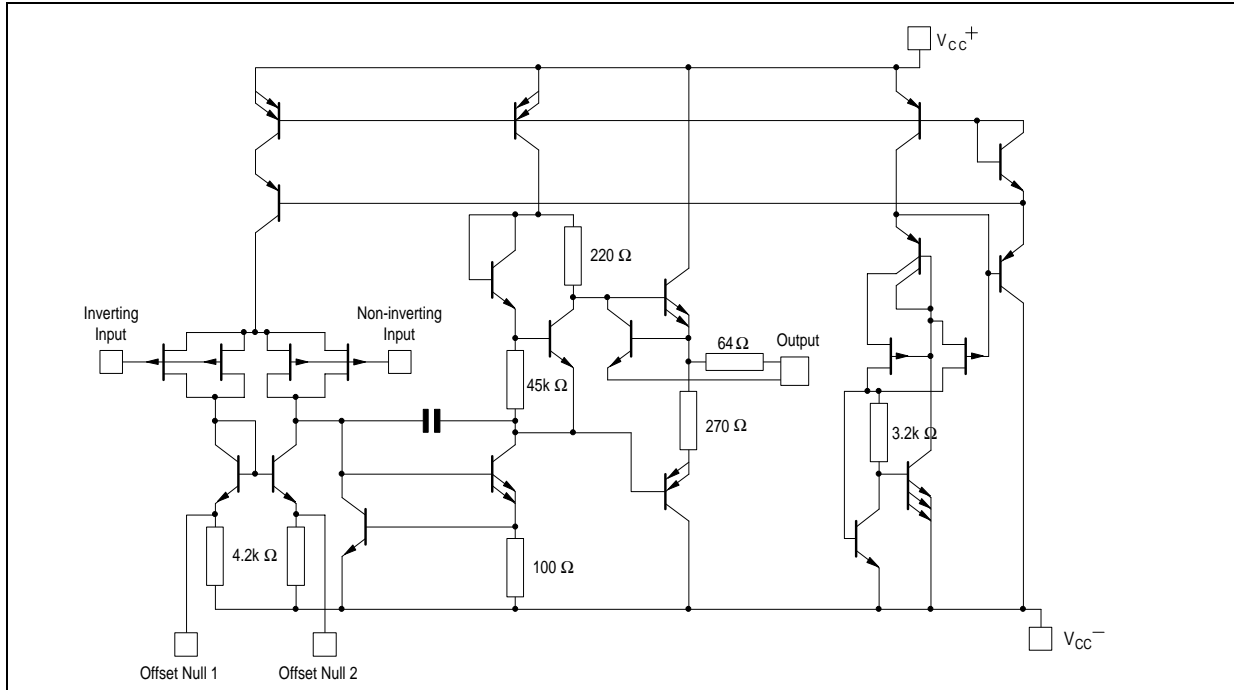 VCC+
220 Ω
Inverting
Input
Non-inverting
Input
64 Ω
Output
45k Ω
270 Ω
3.2k Ω
4.2k Ω
100 Ω
Offset Null 1
Offset Null 2
VCC−